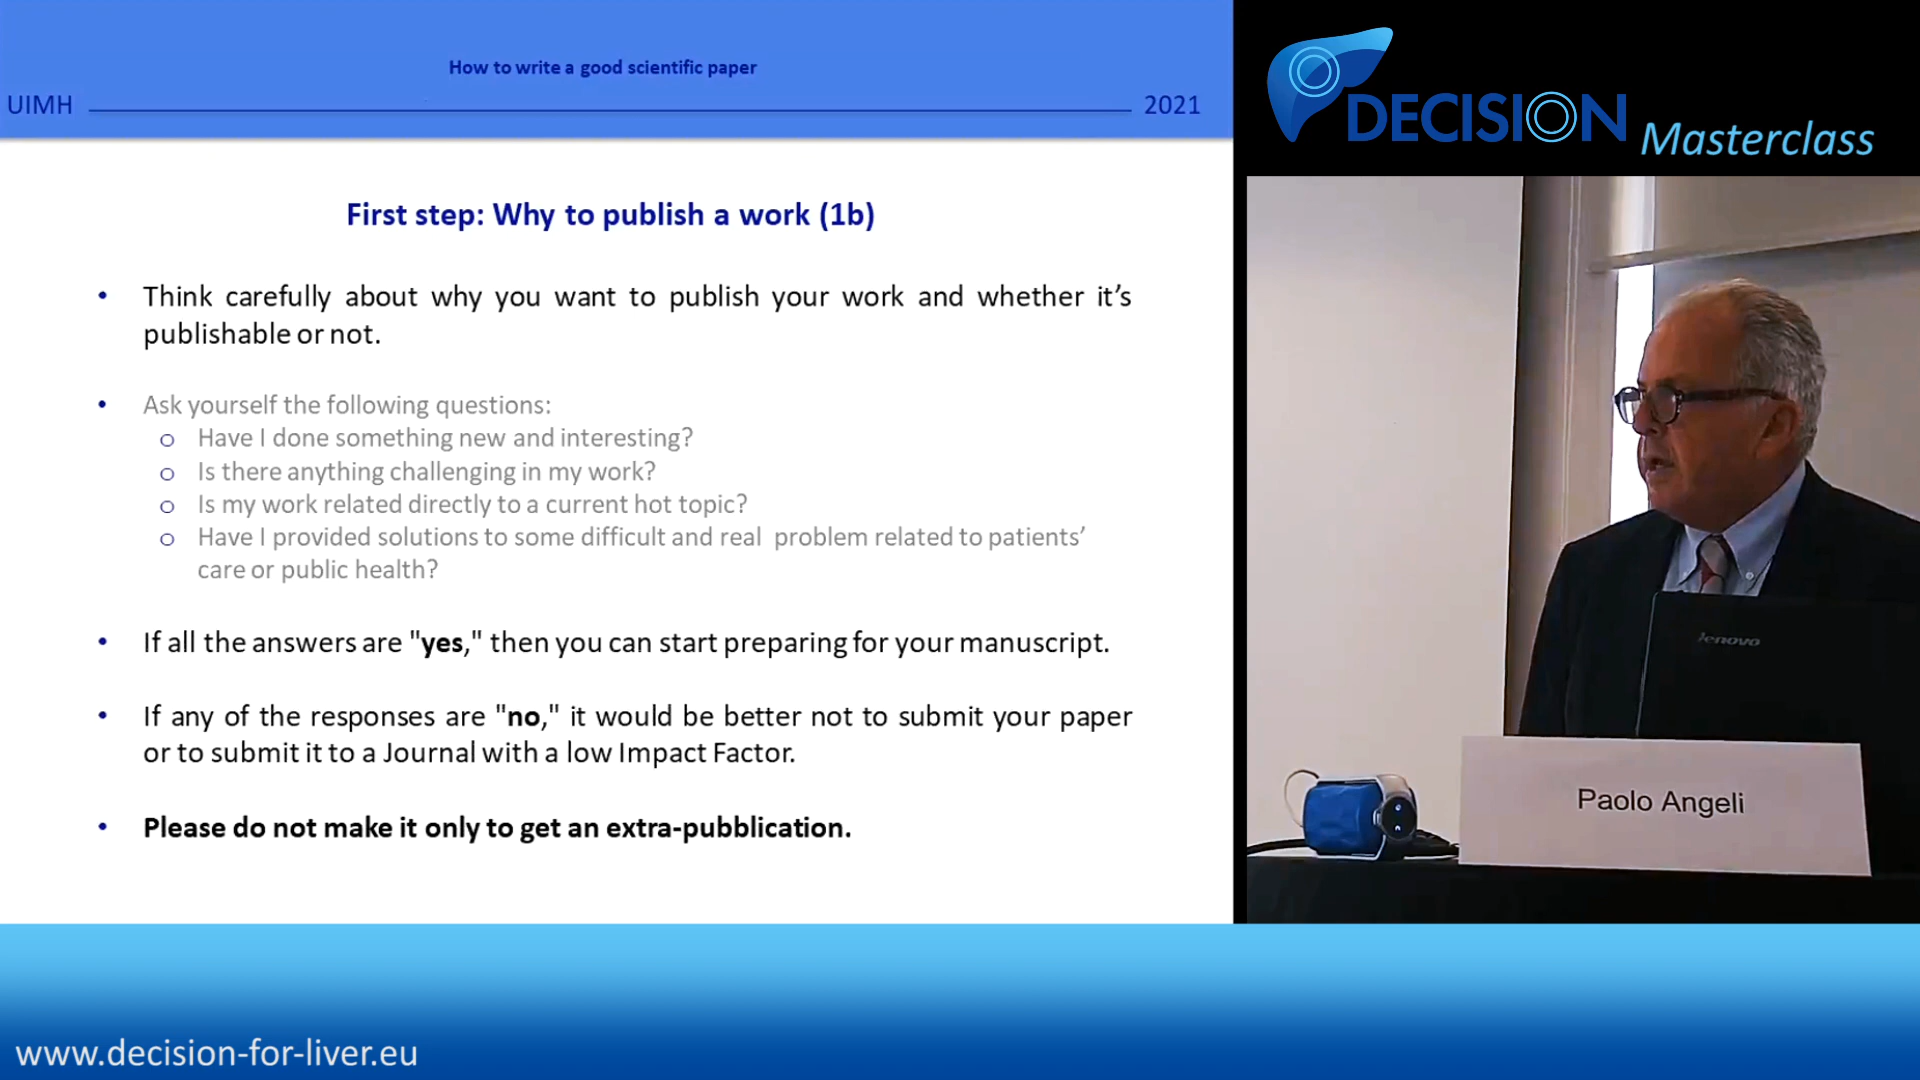 How to write a good scientific paper
UIMH
2021
First step: Why to publish a work (1b)
• Think carefully about why you want to publish your work and whether it’s
publishable or not.
• Ask yourself the following questions:
o Have I done something new and interesting?
o Is there anything challenging in my work?
o Is my work related directly to a current hot topic?
o Have I provided solutions to some difficult and real  problem related to patients’
care or public health?
• If all the answers are "yes," then you can start preparing for your manuscript.
• If any of the responses are "no," it would be better not to submit your paper
or to submit it to a Journal with a low Impact Factor.
• Please do not make it only to get an extra-pubblication.
DECISION
Masterclass
lenovo
Paolo Angeli
www.decision-for-liver.eu